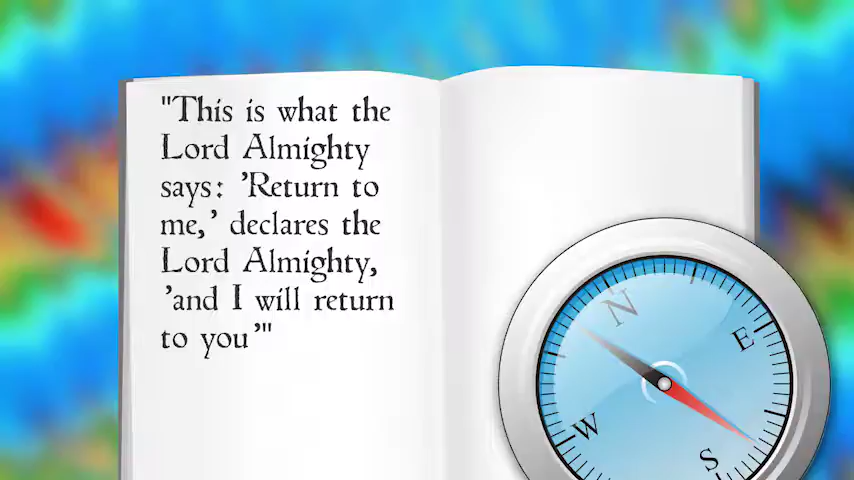 "This is what the
Lord Almighty
says: 'Return to
me,' declares the
Lord Almighty,
'and I will return
to you'"
N
E
W
S